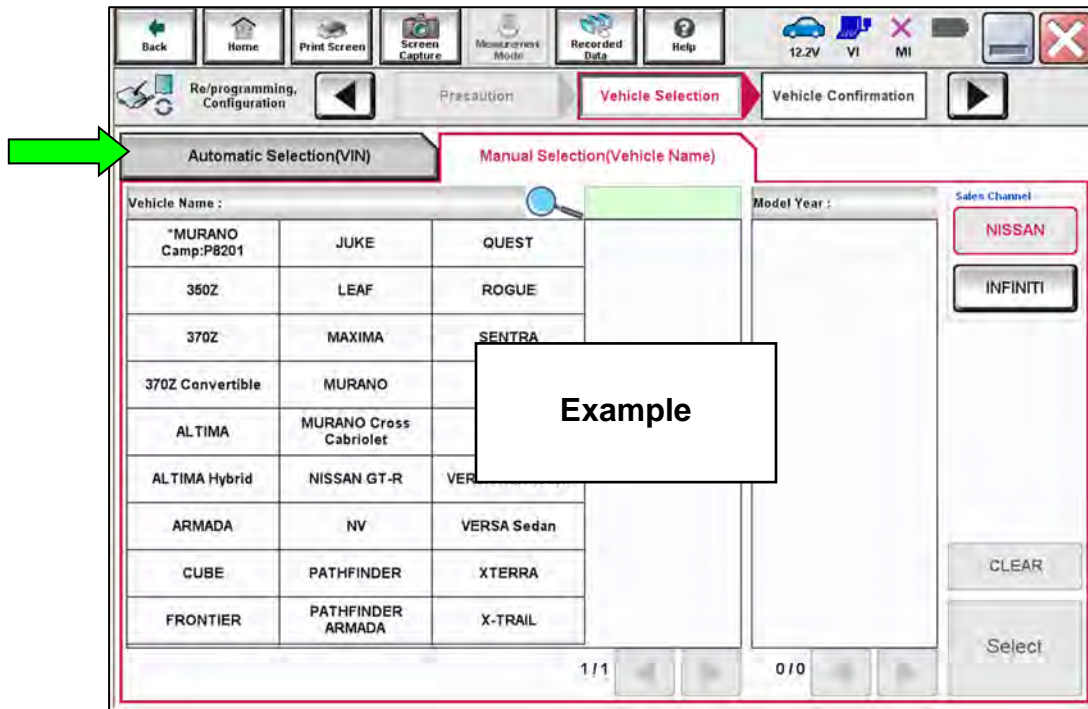 Back
Home
Print Screen
Screen
Capture
Measurement
Mode
Recorded
Data
Help
12.2V
VI
MI
Re/programming,
Configuration
Precaution
Vehicle Selection
Vehicle Confirmation
Automatic Selection(VIN)
Manual Selection(Vehicle Name)
Vehicle Name :
Model Year :
Sales Channel
*MURANO
Camp:P8201
JUKE
QUEST
NISSAN
350Z
LEAF
ROGUE
INFINITI
370Z
MAXIMA
SENTRA
370Z Convertible
MURANO
Example
ALTIMA
MURANO Cross
Cabriolet
ALTIMA Hybrid
NISSAN GT-R
ARMADA
NV
VERSA Sedan
CUBE
PATHFINDER
XTERRA
CLEAR
FRONTIER
PATHFINDER
ARMADA
X-TRAIL
Select
1/1
0/0